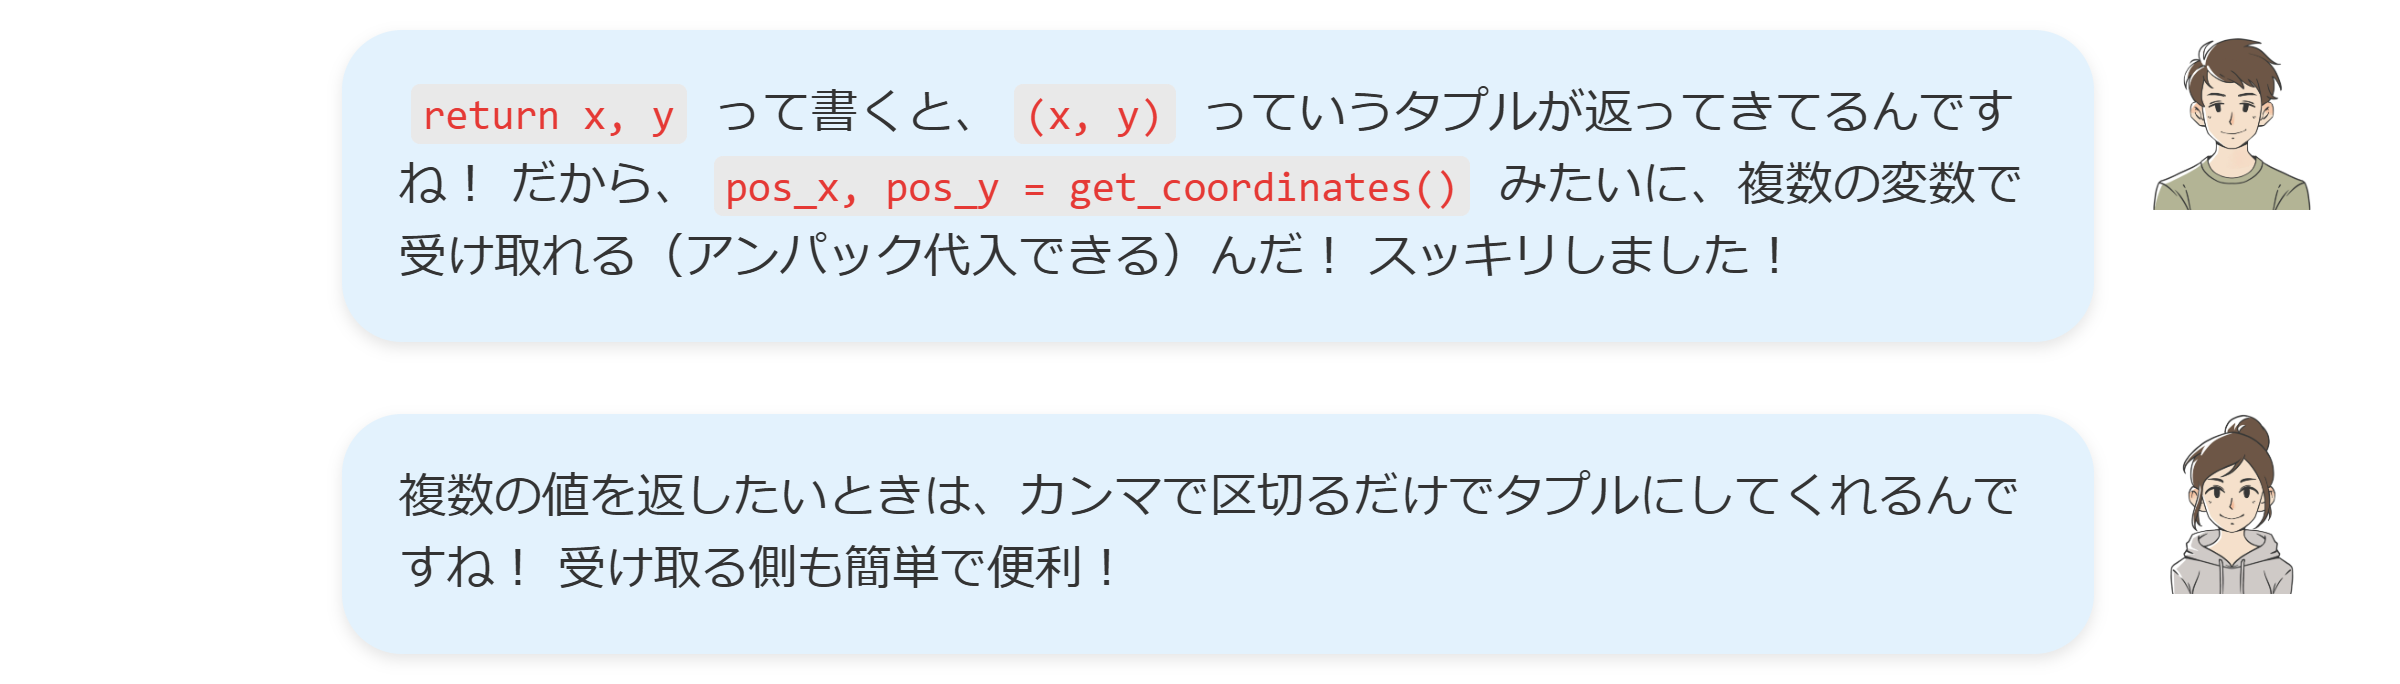 return x, y って書くと、 (x, y) っていうタプルが返ってきてるんです
ね！ だから、 pos_x, pos_y = get_coordinates() みたいに、複数の変数で
受け取れる（アンパック代入できる）んだ！ スッキリしました！
複数の値を返したいときは、カンマで区切るだけでタプルにしてくれるんで
すね！ 受け取る側も簡単で便利！